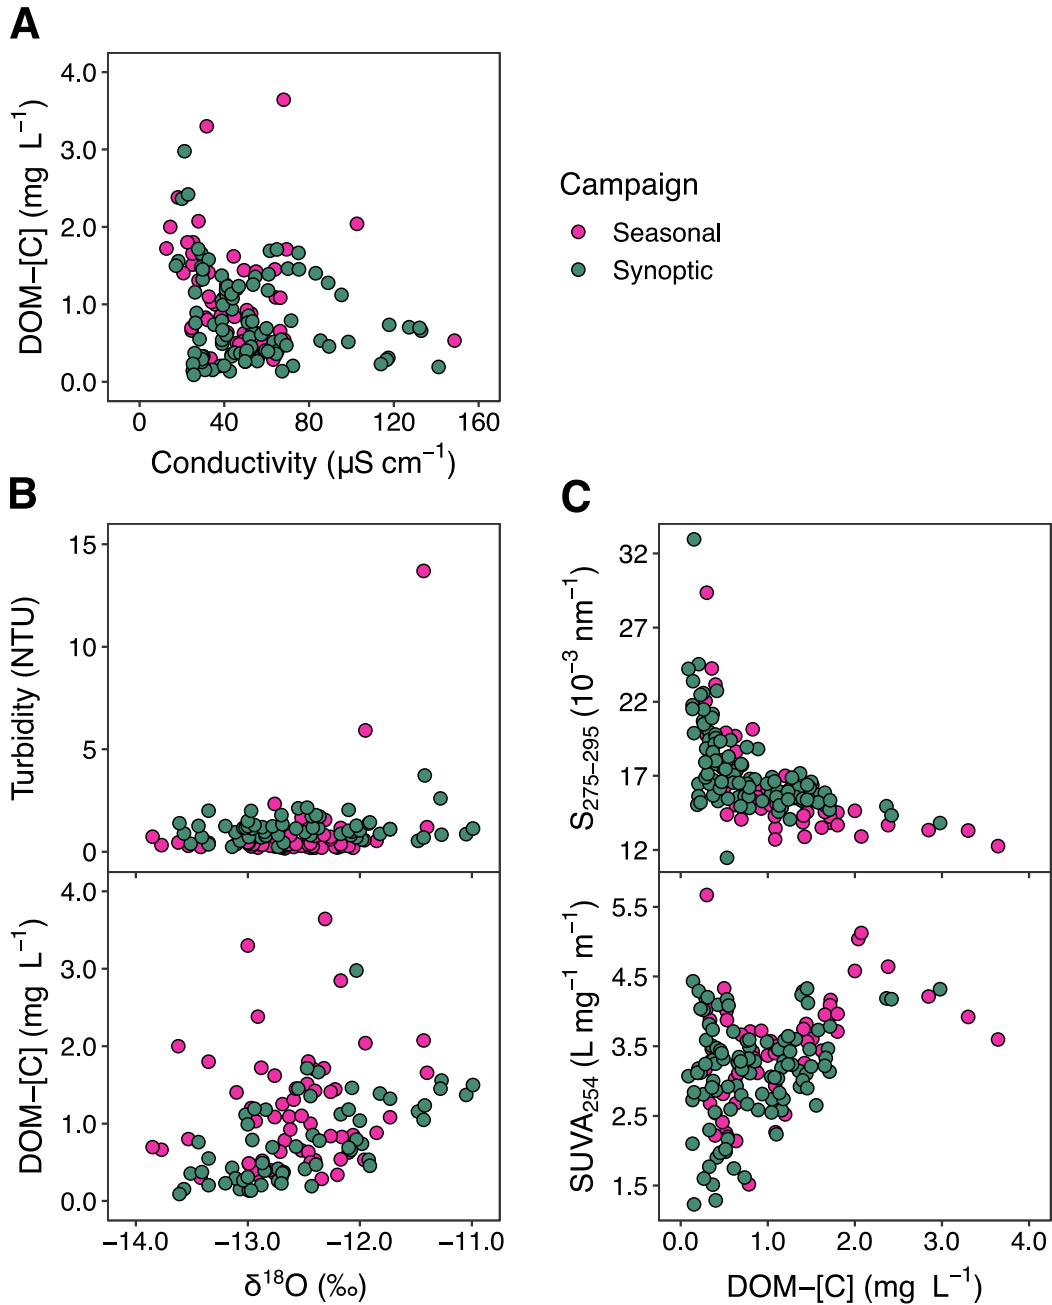 A
DOM–[C] (mg L⁻¹)
4.0
3.0
2.0
1.0
0.0
0
40
80
120
160
Conductivity (µS cm⁻¹)
Campaign
Seasonal
Synoptic
B
Turbidity (NTU)
15
10
5
0
DOM–[C] (mg L⁻¹)
4.0
3.0
2.0
1.0
0.0
−14.0
−13.0
−12.0
−11.0
δ¹⁸O (‰)
C
S₂₇₅₋₂₉₅ (10⁻³ nm⁻¹)
32
27
22
17
12
SUVA₂₅₄ (L mg⁻¹ m⁻¹)
5.5
4.5
3.5
2.5
1.5
0.0
1.0
2.0
3.0
4.0
DOM–[C] (mg L⁻¹)